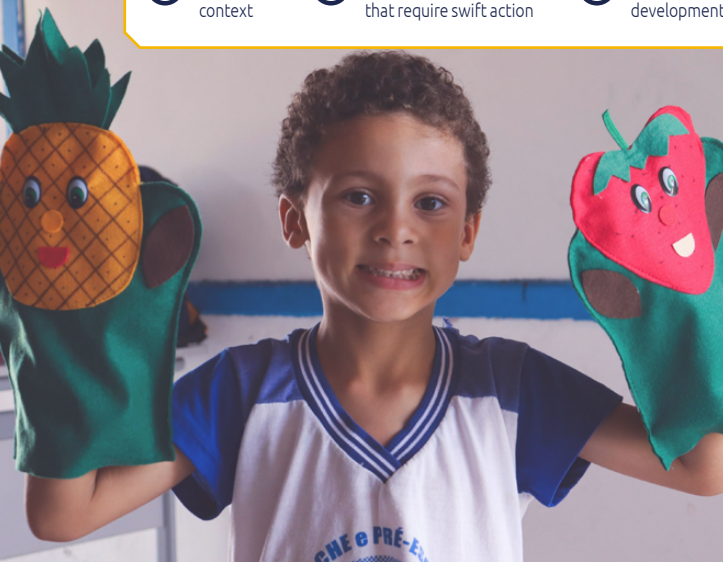 context
that require swift action
development
CHE e PRÉ-E